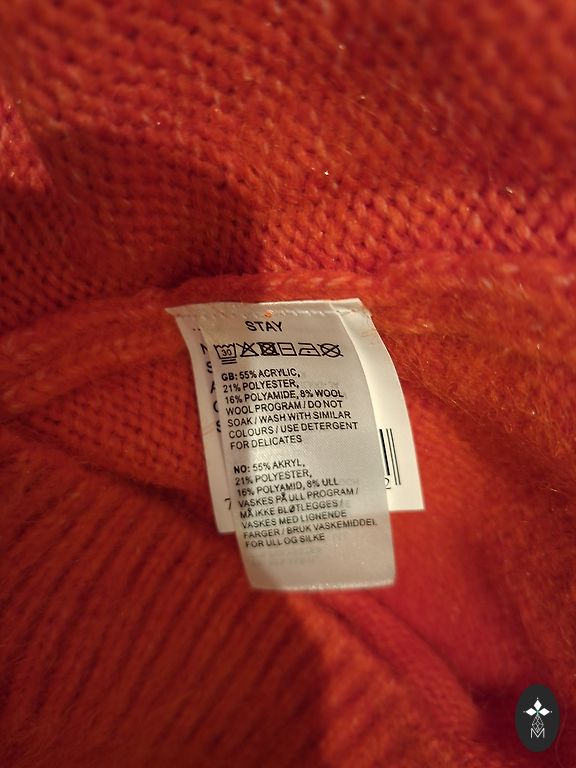 STAY
30
GB: 55% ACRYLIC,
21% POLYESTER,
16% POLYAMIDE, 8% WOOL
WOOL PROGRAM / DO NOT
SOAK / WASH WITH SIMILAR
COLOURS / USE DETERGENT
FOR DELICATES
NO: 55% AKRYL,
21% POLYESTER,
16% POLYAMID, 8% ULL
VASKES PÅ ULL PROGRAM /
MÅ IKKE BLØTLEGGES /
VASKES MED LIGNENDE
FARGER / BRUK VASKEMIDDEL
FOR ULL OG SILKE
M